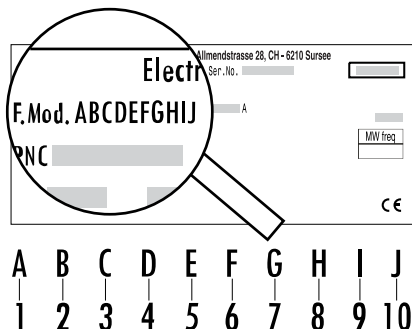 Allmendstrasse 28, CH - 6210 Sursee
Electr Ser.No.
F.Mod. ABCDEFGHIJ A
PNC
MW freq
CE
A B C D E F G H I J
1 2 3 4 5 6 7 8 9 10